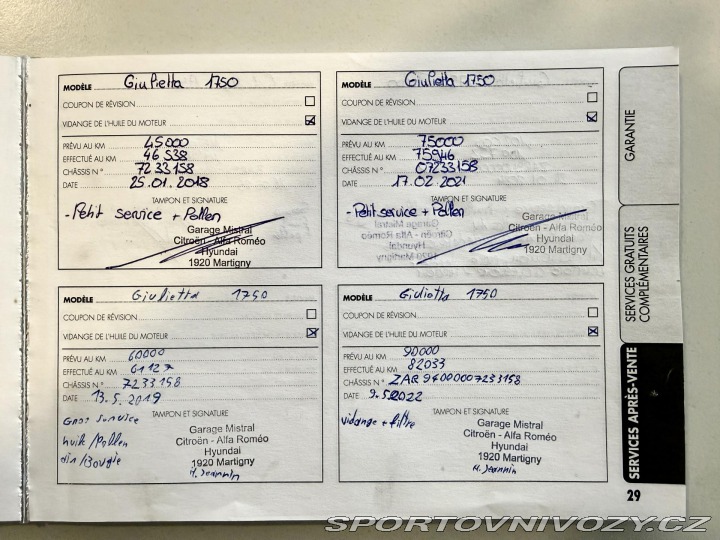 MODÈLE Giulietta 1750
COUPON DE RÉVISION
VIDANGE DE L'HUILE DU MOTEUR
PRÉVU AU KM 45000
EFFECTUÉ AU KM 46538
CHÂSSIS N° 7233158
DATE 25.01.2018
TAMPON ET SIGNATURE
- Petit service + Pollen
Garage Mistral
Citroën - Alfa Roméo
Hyundai
1920 Martigny
MODÈLE Giulietta 1750
COUPON DE RÉVISION
VIDANGE DE L'HUILE DU MOTEUR
PRÉVU AU KM 75000
EFFECTUÉ AU KM 75946
CHÂSSIS N° 07233158
DATE 17.02.2021
TAMPON ET SIGNATURE
- Petit service + Pollen
Garage Mistral
Citroën - Alfa Roméo
Hyundai
1920 Martigny
MODÈLE Giulietta 1750
COUPON DE RÉVISION
VIDANGE DE L'HUILE DU MOTEUR
PRÉVU AU KM 60000
EFFECTUÉ AU KM 61127
CHÂSSIS N° 7233158
DATE 13.5.2019
TAMPON ET SIGNATURE
Gros service
huile/Pollen
air/Bougie
Garage Mistral
Citroën - Alfa Roméo
Hyundai
1920 Martigny
H. Jeannin
MODÈLE Giulietta 1750
COUPON DE RÉVISION
VIDANGE DE L'HUILE DU MOTEUR
PRÉVU AU KM 90000
EFFECTUÉ AU KM 82033
CHÂSSIS N° ZAR94000007233158
DATE 9.5.2022
TAMPON ET SIGNATURE
vidange + filtre
Garage Mistral
Citroën - Alfa Roméo
Hyundai
1920 Martigny
H. Jeannin
GARANTIE
SERVICES GRATUITS
COMPLÉMENTAIRES
SERVICES APRÈS-VENTE
29
SPORTOVNIVOZY.CZ